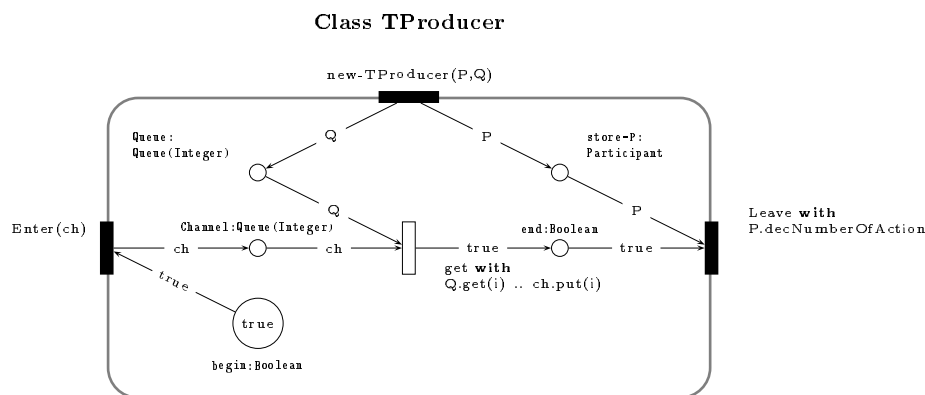 Class TProducer
new-TProducer(P,Q)
Queue:
Queue(Integer)
Q
P
store-P:
Participant
Q
P
Enter(ch)
Channel:Queue(Integer)
ch
ch
true
end:Boolean
true
Leave with
P.decNumberOfAction
get with
Q.get(i) .. ch.put(i)
true
true
begin:Boolean